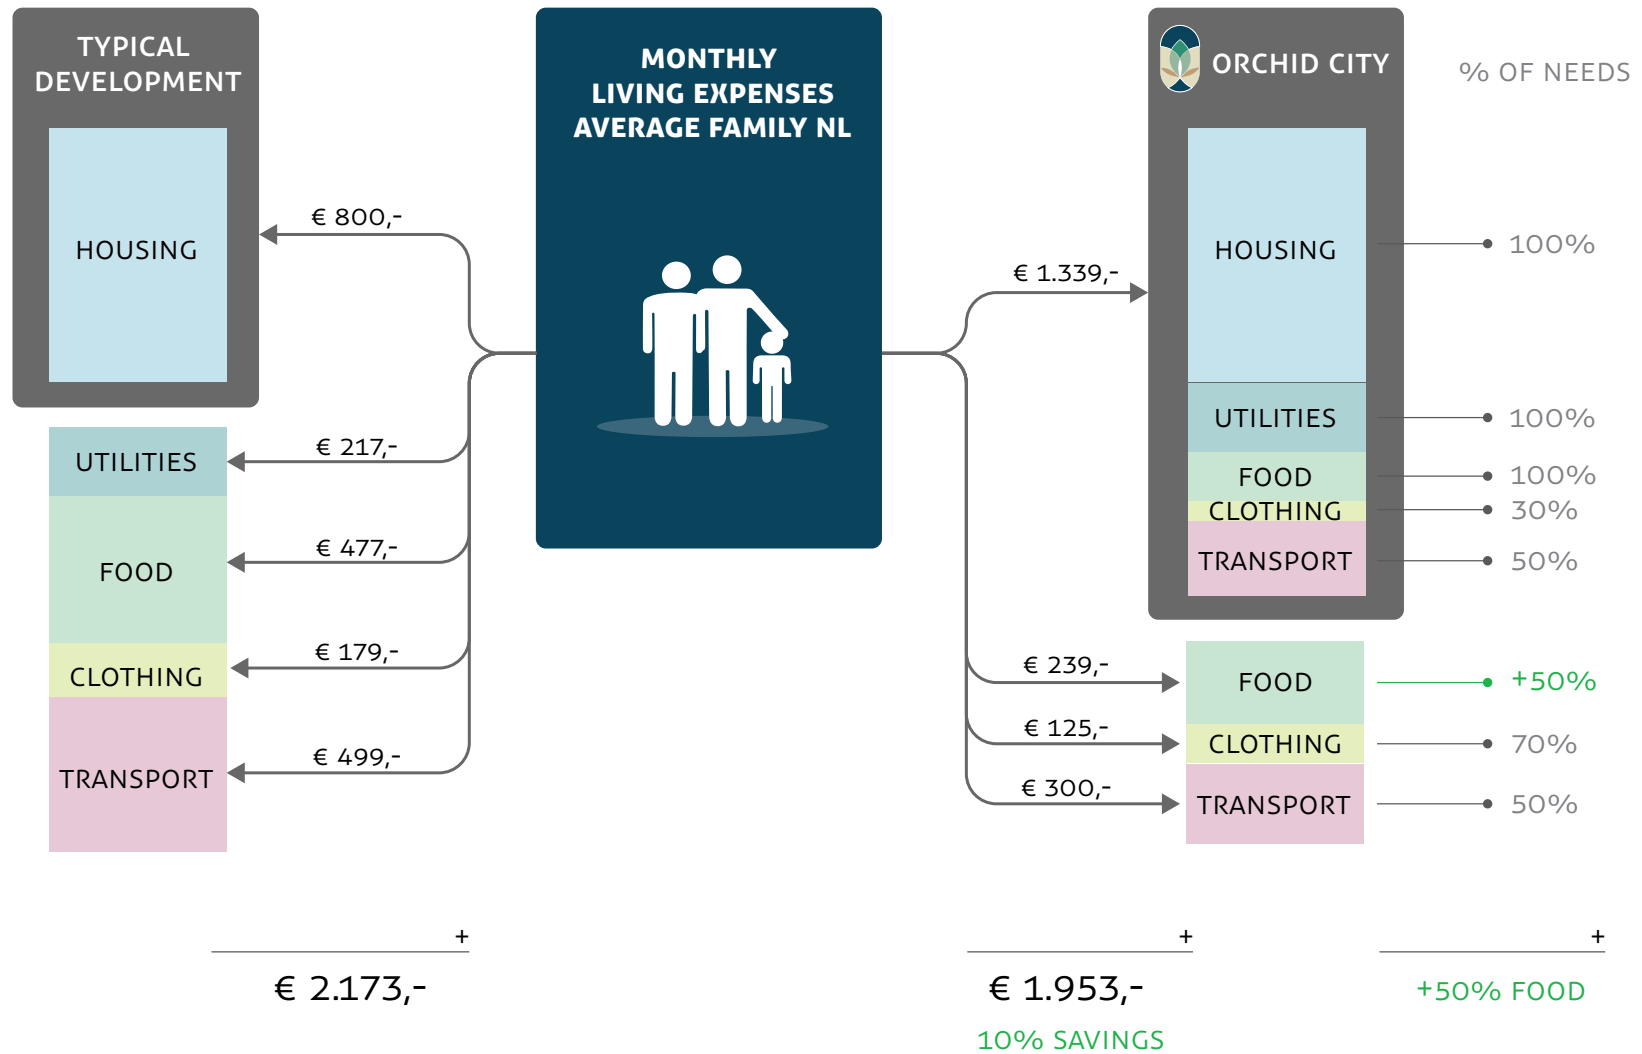 TYPICAL
DEVELOPMENT
HOUSING
UTILITIES
FOOD
CLOTHING
TRANSPORT
€ 800,-
€ 217,-
€ 477,-
€ 179,-
€ 499,-
+
€ 2.173,-
MONTHLY
LIVING EXPENSES
AVERAGE FAMILY NL
€ 1.339,-
€ 239,-
€ 125,-
€ 300,-
+
€ 1.953,-
10% SAVINGS
ORCHID CITY
HOUSING
UTILITIES
FOOD
CLOTHING
TRANSPORT
FOOD
CLOTHING
TRANSPORT
% OF NEEDS
100%
100%
100%
30%
50%
+50%
70%
50%
+
+50% FOOD